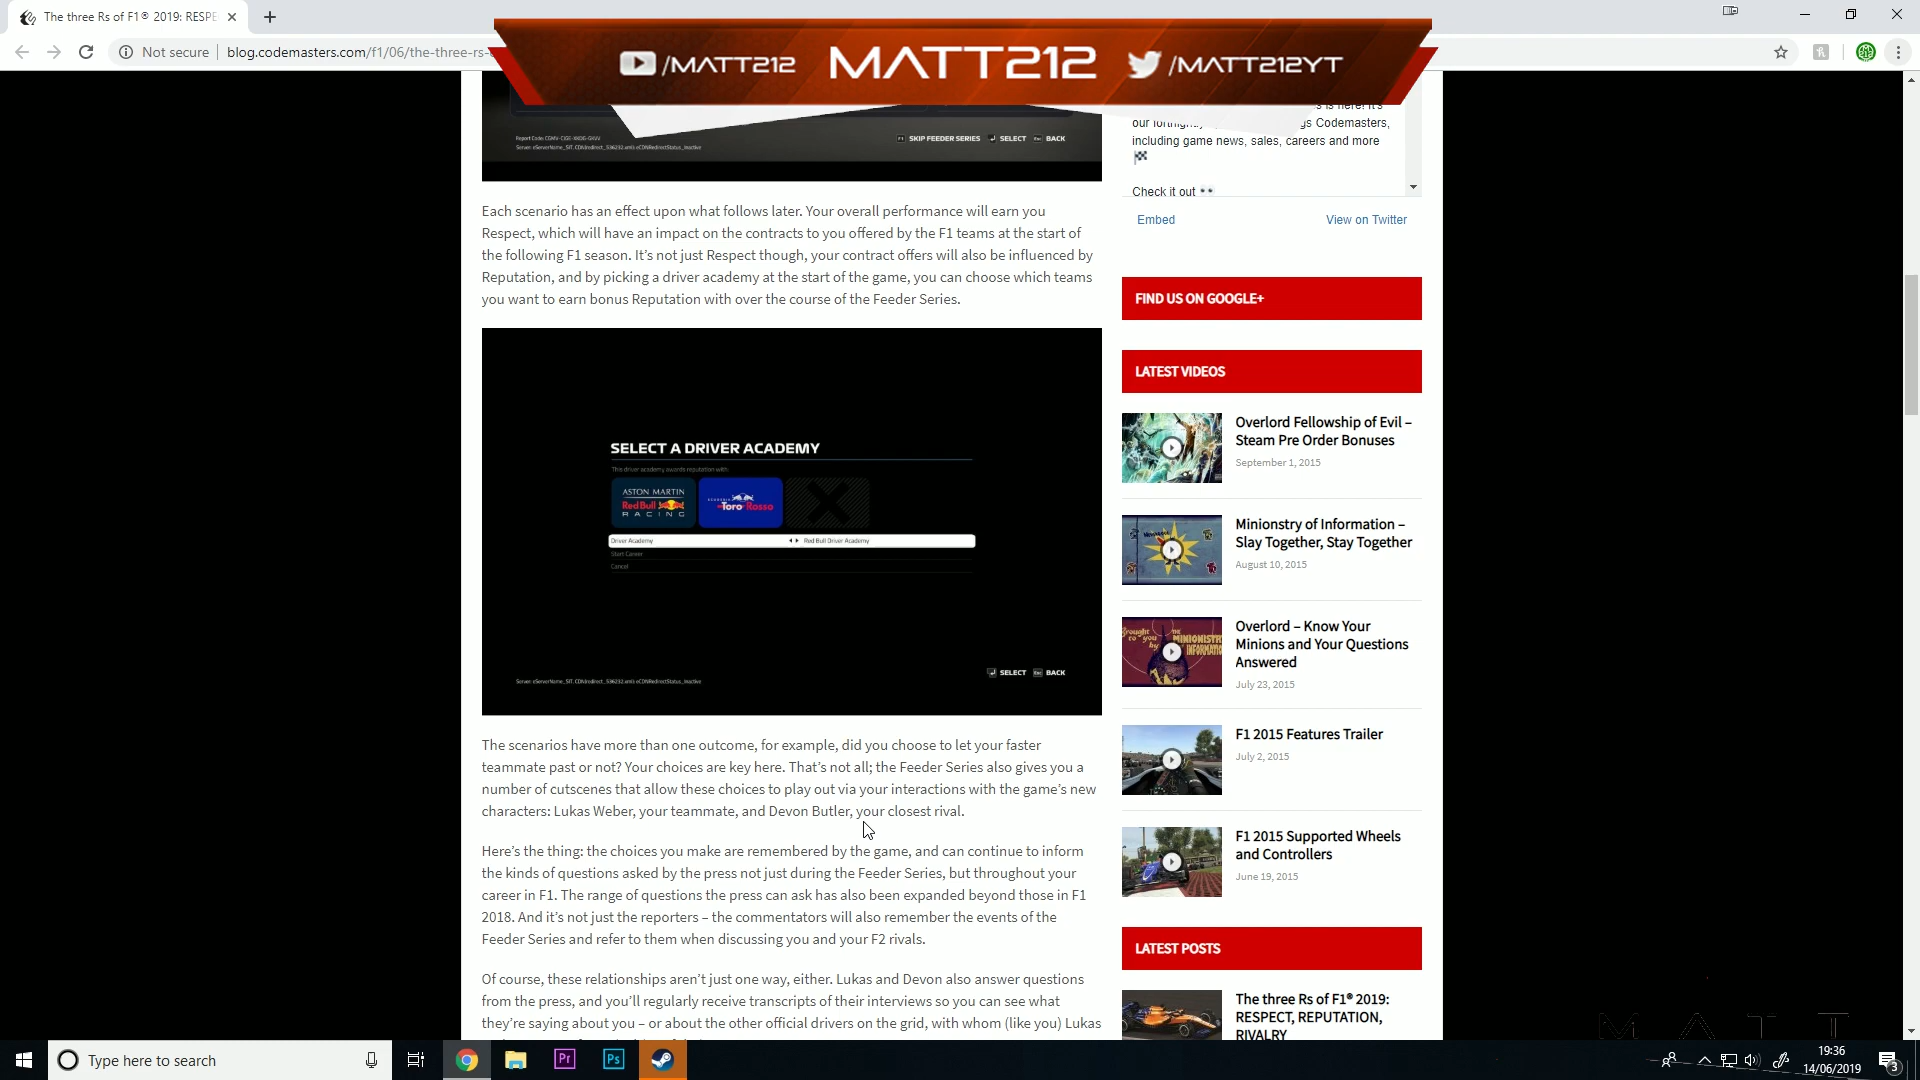 The three Rs of F1® 2019: RESPE
Not secure
blog.codemasters.com/f1/06/the-three-rs-
/MATT212
MATT212
/MATT212YT
SKIP FEEDER SERIES
SELECT
BACK
Each scenario has an effect upon what follows later. Your overall performance will earn you
Respect, which will have an impact on the contracts to you offered by the F1 teams at the start of
the following F1 season. It's not just Respect though, your contract offers will also be influenced by
Reputation, and by picking a driver academy at the start of the game, you can choose which teams
you want to earn bonus Reputation with over the course of the Feeder Series.
SELECT A DRIVER ACADEMY
This driver academy awards reputation with:
ASTON MARTIN
Red Bull
RACING
Toro Rosso
Driver Academy
Red Bull Driver Academy
Start Career
Cancel
SELECT
BACK
The scenarios have more than one outcome, for example, did you choose to let your faster
teammate past or not? Your choices are key here. That's not all; the Feeder Series also gives you a
number of cutscenes that allow these choices to play out via your interactions with the game's new
characters: Lukas Weber, your teammate, and Devon Butler, your closest rival.
Here's the thing: the choices you make are remembered by the game, and can continue to inform
the kinds of questions asked by the press not just during the Feeder Series, but throughout your
career in F1. The range of questions the press can ask has also been expanded beyond those in F1
2018. And it's not just the reporters – the commentators will also remember the events of the
Feeder Series and refer to them when discussing you and your F2 rivals.
Of course, these relationships aren't just one way, either. Lukas and Devon also answer questions
from the press, and you'll regularly receive transcripts of their interviews so you can see what
they're saying about you – or about the other official drivers on the grid, with whom (like you) Lukas
s is here! It's
our fortnightly gs Codemasters,
including game news, sales, careers and more
Check it out
Embed
View on Twitter
FIND US ON GOOGLE+
LATEST VIDEOS
Overlord Fellowship of Evil –
Steam Pre Order Bonuses
September 1, 2015
Minionstry of Information –
Slay Together, Stay Together
August 10, 2015
Overlord – Know Your
Minions and Your Questions
Answered
July 23, 2015
F1 2015 Features Trailer
July 2, 2015
F1 2015 Supported Wheels
and Controllers
June 19, 2015
LATEST POSTS
The three Rs of F1® 2019:
RESPECT, REPUTATION,
RIVALRY
MATT
Type here to search
Pr
Ps
19:36
14/06/2019
3